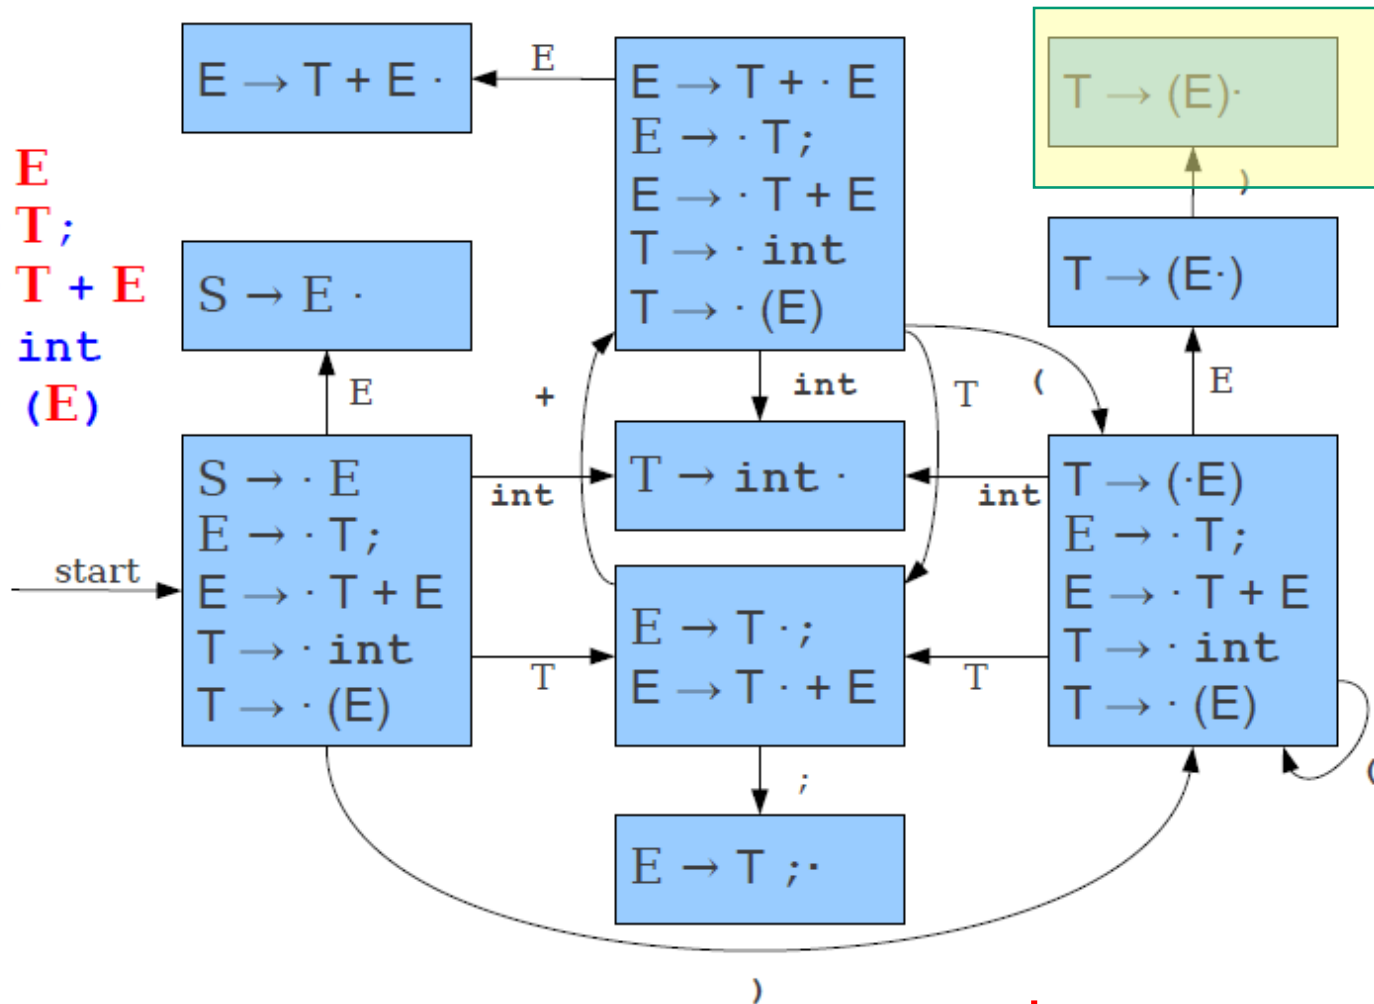 E → T + E ·
E
E → T + · E
E → · T ;
E → · T + E
T → · int
T → · (E)
T → (E)·
)
T → (E·)
E
T ;
T + E
int
(E)
S → E ·
E
+
int
T
(
E
T → int ·
S → · E
E → · T ;
E → · T + E
T → · int
T → · (E)
start
int
T
E → T · ;
E → T · + E
int
T
T → (·E)
E → · T ;
E → · T + E
T → · int
T → · (E)
(
;
E → T ;·
)